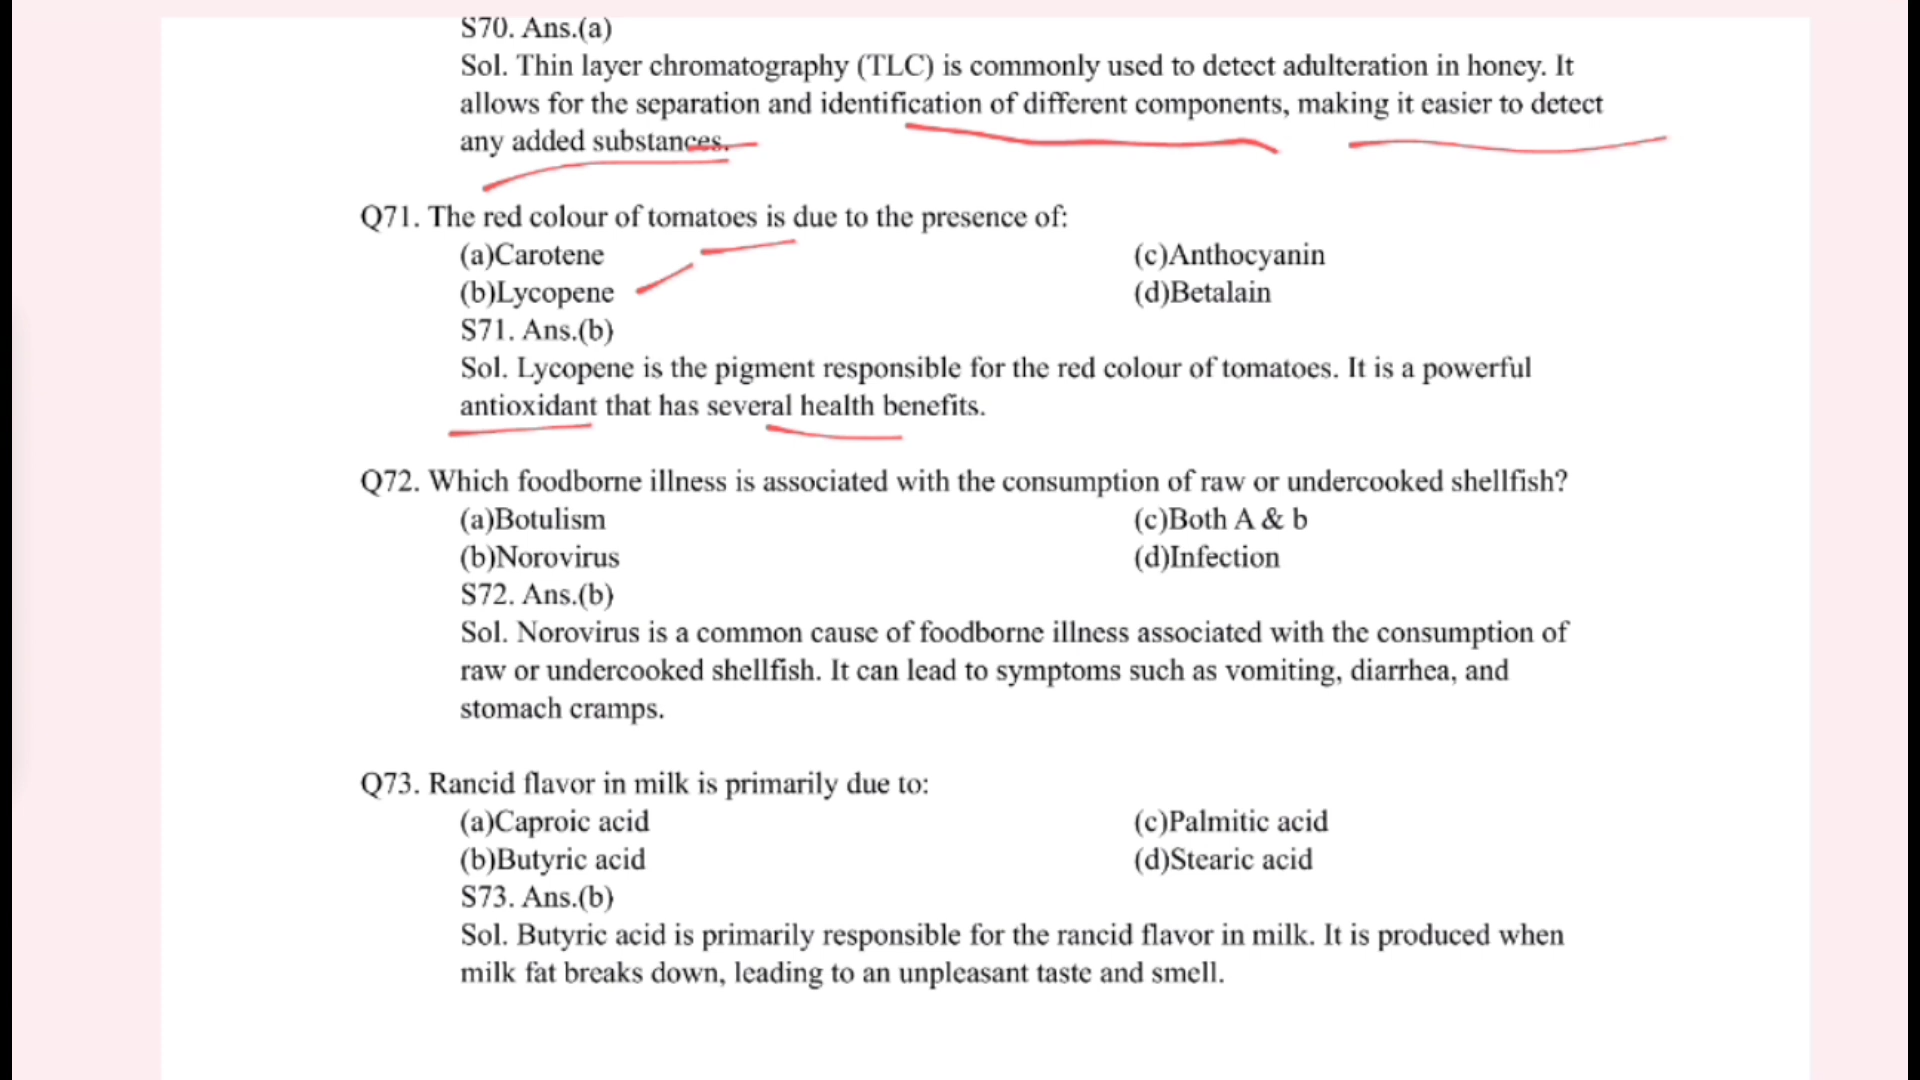 S70. Ans.(a)
Sol. Thin layer chromatography (TLC) is commonly used to detect adulteration in honey. It
allows for the separation and identification of different components, making it easier to detect
any added substances.
Q71. The red colour of tomatoes is due to the presence of:
(a)Carotene
(c)Anthocyanin
(b)Lycopene
(d)Betalain
S71. Ans.(b)
Sol. Lycopene is the pigment responsible for the red colour of tomatoes. It is a powerful
antioxidant that has several health benefits.
Q72. Which foodborne illness is associated with the consumption of raw or undercooked shellfish?
(a)Botulism
(c)Both A & b
(b)Norovirus
(d)Infection
S72. Ans.(b)
Sol. Norovirus is a common cause of foodborne illness associated with the consumption of
raw or undercooked shellfish. It can lead to symptoms such as vomiting, diarrhea, and
stomach cramps.
Q73. Rancid flavor in milk is primarily due to:
(a)Caproic acid
(c)Palmitic acid
(b)Butyric acid
(d)Stearic acid
S73. Ans.(b)
Sol. Butyric acid is primarily responsible for the rancid flavor in milk. It is produced when
milk fat breaks down, leading to an unpleasant taste and smell.